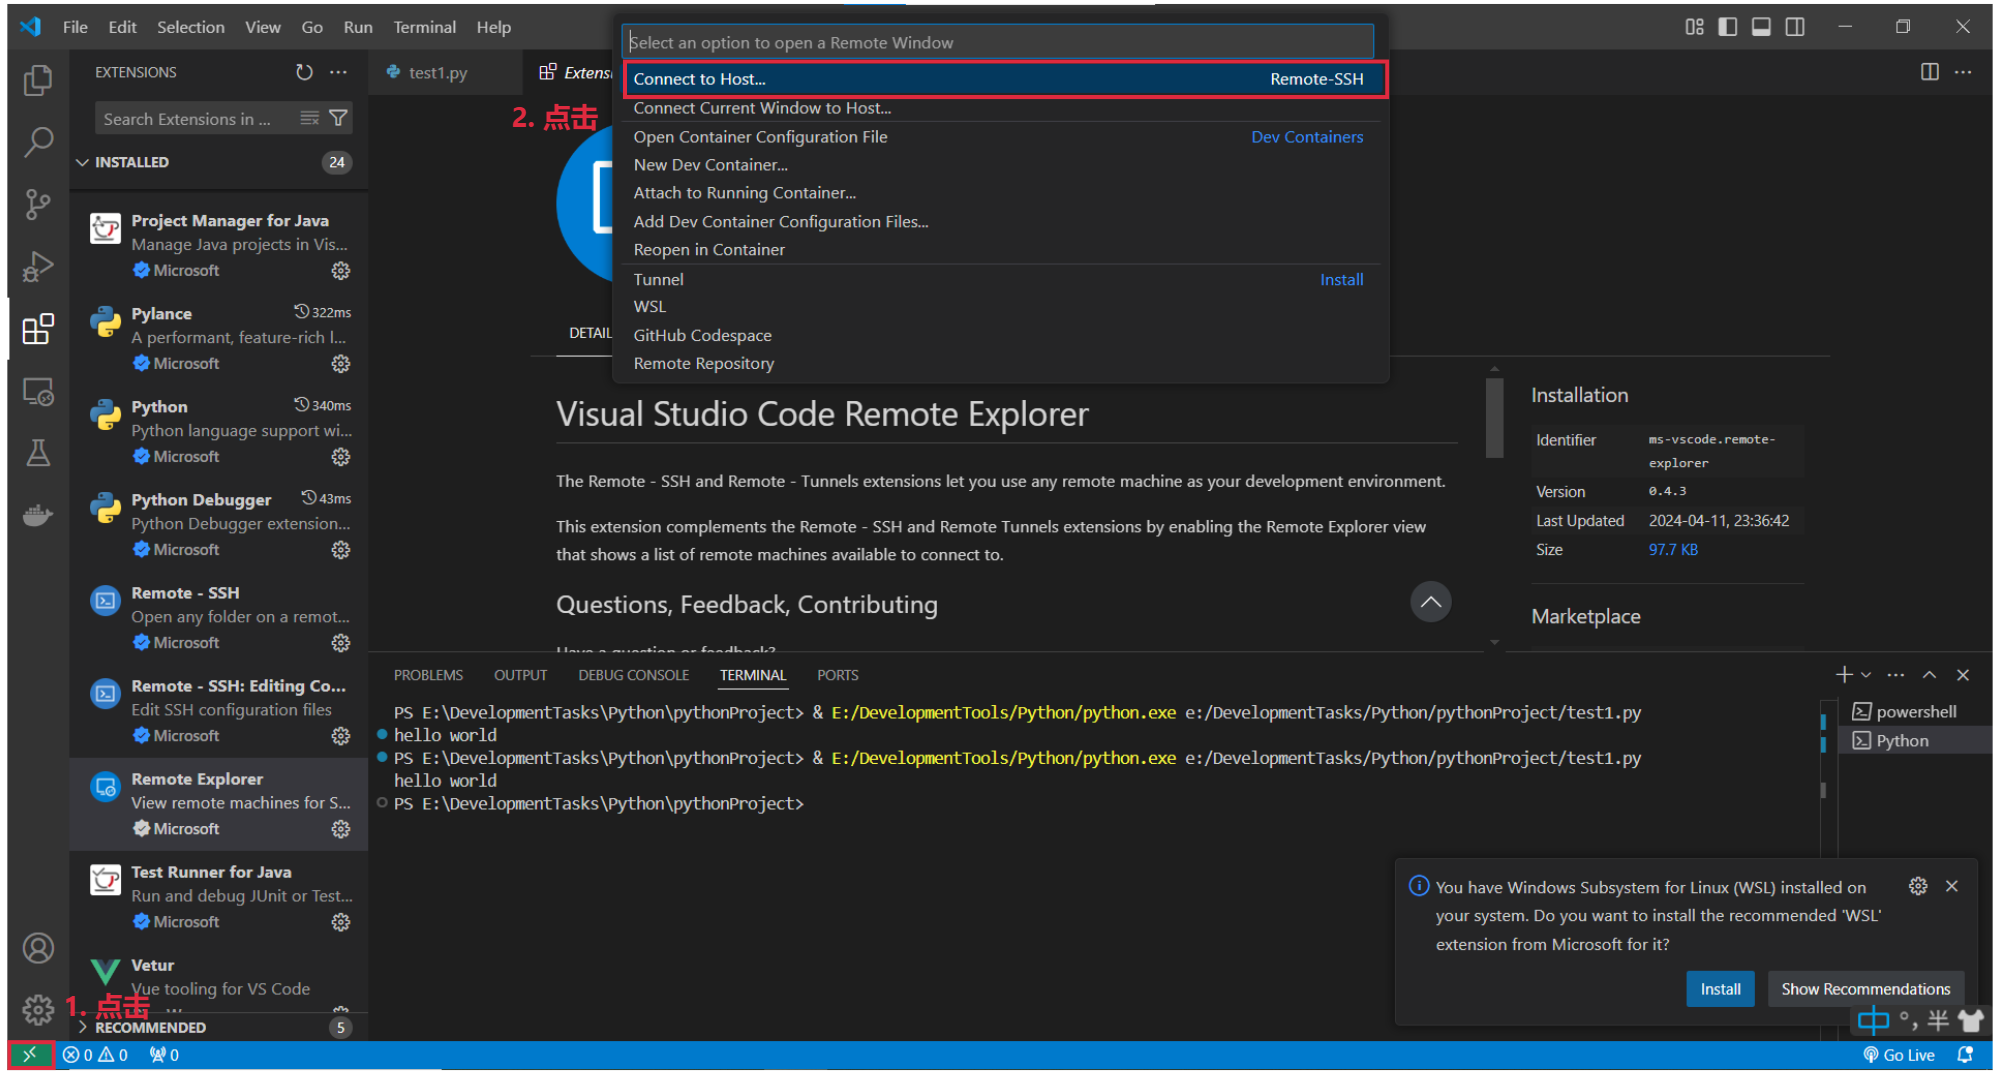 File Edit Selection View Go Run Terminal Help
Select an option to open a Remote Window
Connect to Host... Remote-SSH
Connect Current Window to Host...
Open Container Configuration File Dev Containers
New Dev Container...
Attach to Running Container...
Add Dev Container Configuration Files...
Reopen in Container
Tunnel Install
WSL
GitHub Codespace
Remote Repository
2. 点击
EXTENSIONS
Search Extensions in ...
INSTALLED 24
Project Manager for Java
Manage Java projects in Vis...
Microsoft
Pylance 322ms
A performant, feature-rich l...
Microsoft
Python 340ms
Python language support wi...
Microsoft
Python Debugger 43ms
Python Debugger extension...
Microsoft
Remote - SSH
Open any folder on a remot...
Microsoft
Remote - SSH: Editing Co...
Edit SSH configuration files
Microsoft
Remote Explorer
View remote machines for S...
Microsoft
Test Runner for Java
Run and debug JUnit or Test...
Microsoft
Vetur
Vue tooling for VS Code
1. 点击
RECOMMENDED 5
test1.py Extens
DETAIL
Visual Studio Code Remote Explorer
The Remote - SSH and Remote - Tunnels extensions let you use any remote machine as your development environment.
This extension complements the Remote - SSH and Remote Tunnels extensions by enabling the Remote Explorer view
that shows a list of remote machines available to connect to.
Questions, Feedback, Contributing
Have a question or feedback?
Installation
Identifier ms-vscode.remote-
explorer
Version 0.4.3
Last Updated 2024-04-11, 23:36:42
Size 97.7 KB
Marketplace
PROBLEMS OUTPUT DEBUG CONSOLE TERMINAL PORTS
PS E:\DevelopmentTasks\Python\pythonProject> & E:/DevelopmentTools/Python/python.exe e:/DevelopmentTasks/Python/pythonProject/test1.py
hello world
PS E:\DevelopmentTasks\Python\pythonProject> & E:/DevelopmentTools/Python/python.exe e:/DevelopmentTasks/Python/pythonProject/test1.py
hello world
PS E:\DevelopmentTasks\Python\pythonProject>
powershell
Python
You have Windows Subsystem for Linux (WSL) installed on
your system. Do you want to install the recommended 'WSL'
extension from Microsoft for it?
Install Show Recommendations
中 °, 半
0 0 0 Go Live